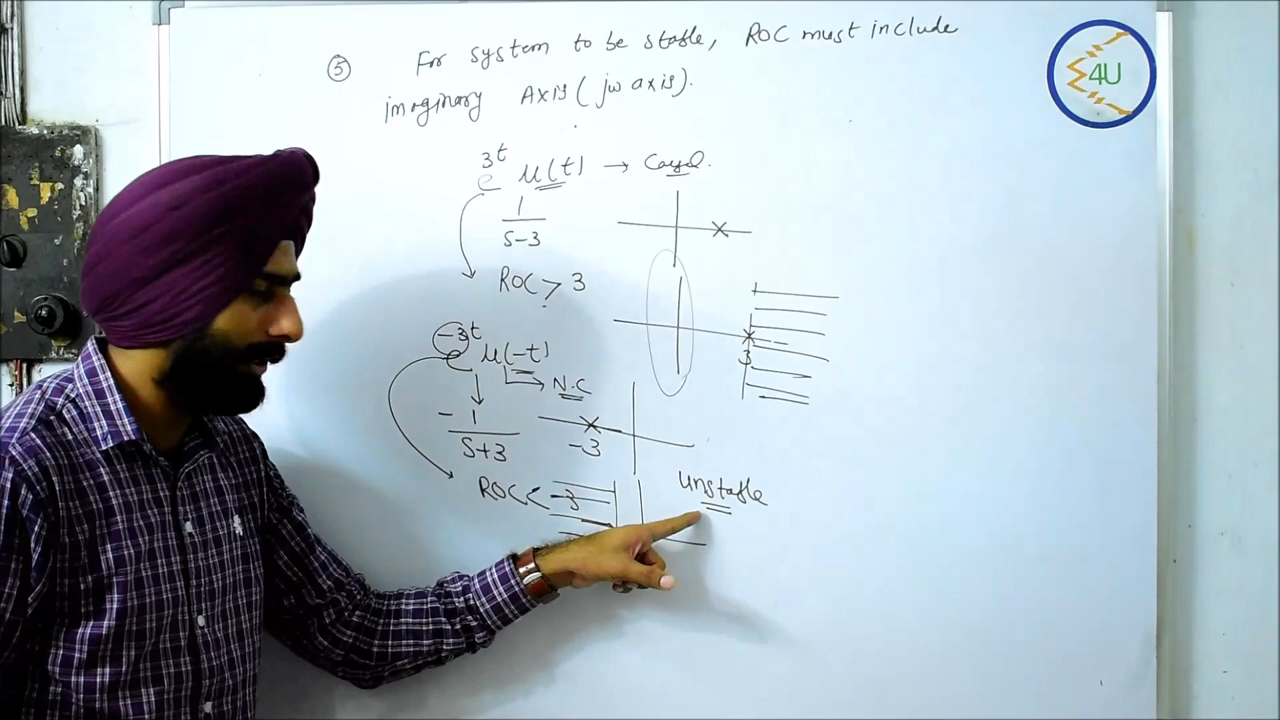 ⑤ For system to be stable, ROC must include
imaginary Axis (jw axis).
e^3t u(t) → Causal.
1
S-3
ROC > 3
3
e^-3t u(-t)
N.C
- 1
S+3
-3
ROC < -3
Unstable
4U